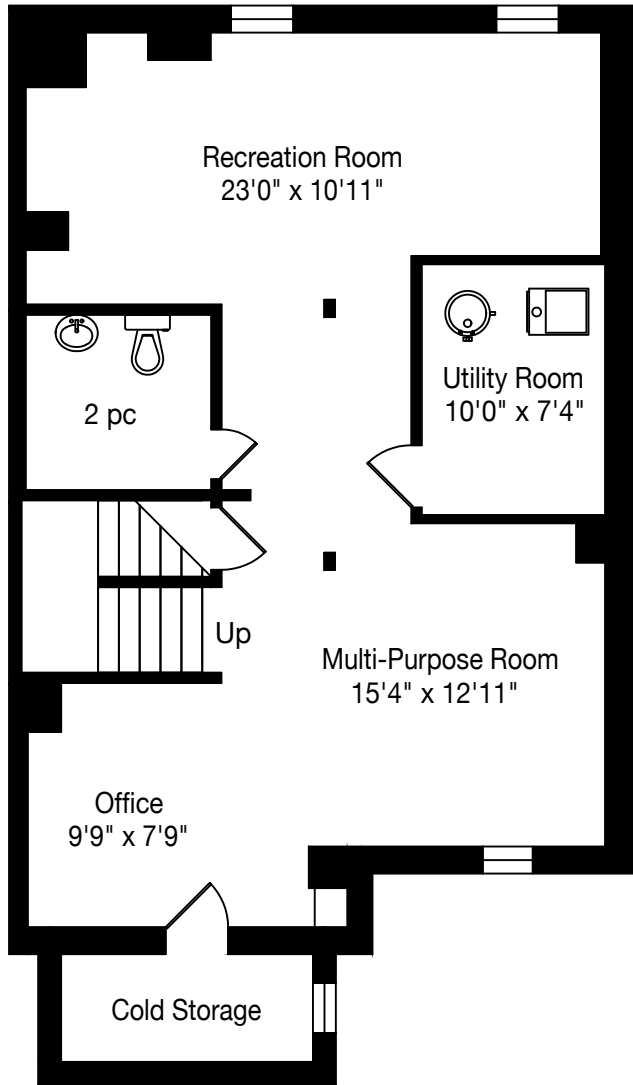 Recreation Room
23'0" x 10'11"
Utility Room
10'0" x 7'4"
2 pc
Up
Multi-Purpose Room
15'4" x 12'11"
Office
9'9" x 7'9"
Cold Storage